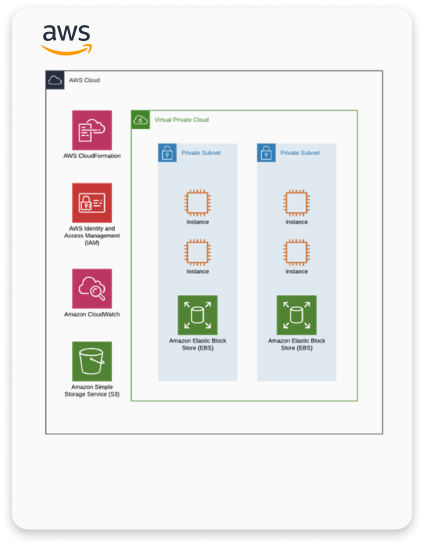 aws
AWS Cloud
Virtual Private Cloud
Private Subnet
Private Subnet
AWS CloudFormation
Instance
Instance
AWS Identity and
Access Management
(IAM)
Instance
Instance
Amazon CloudWatch
Amazon Elastic Block
Store (EBS)
Amazon Elastic Block
Store (EBS)
Amazon Simple
Storage Service (S3)